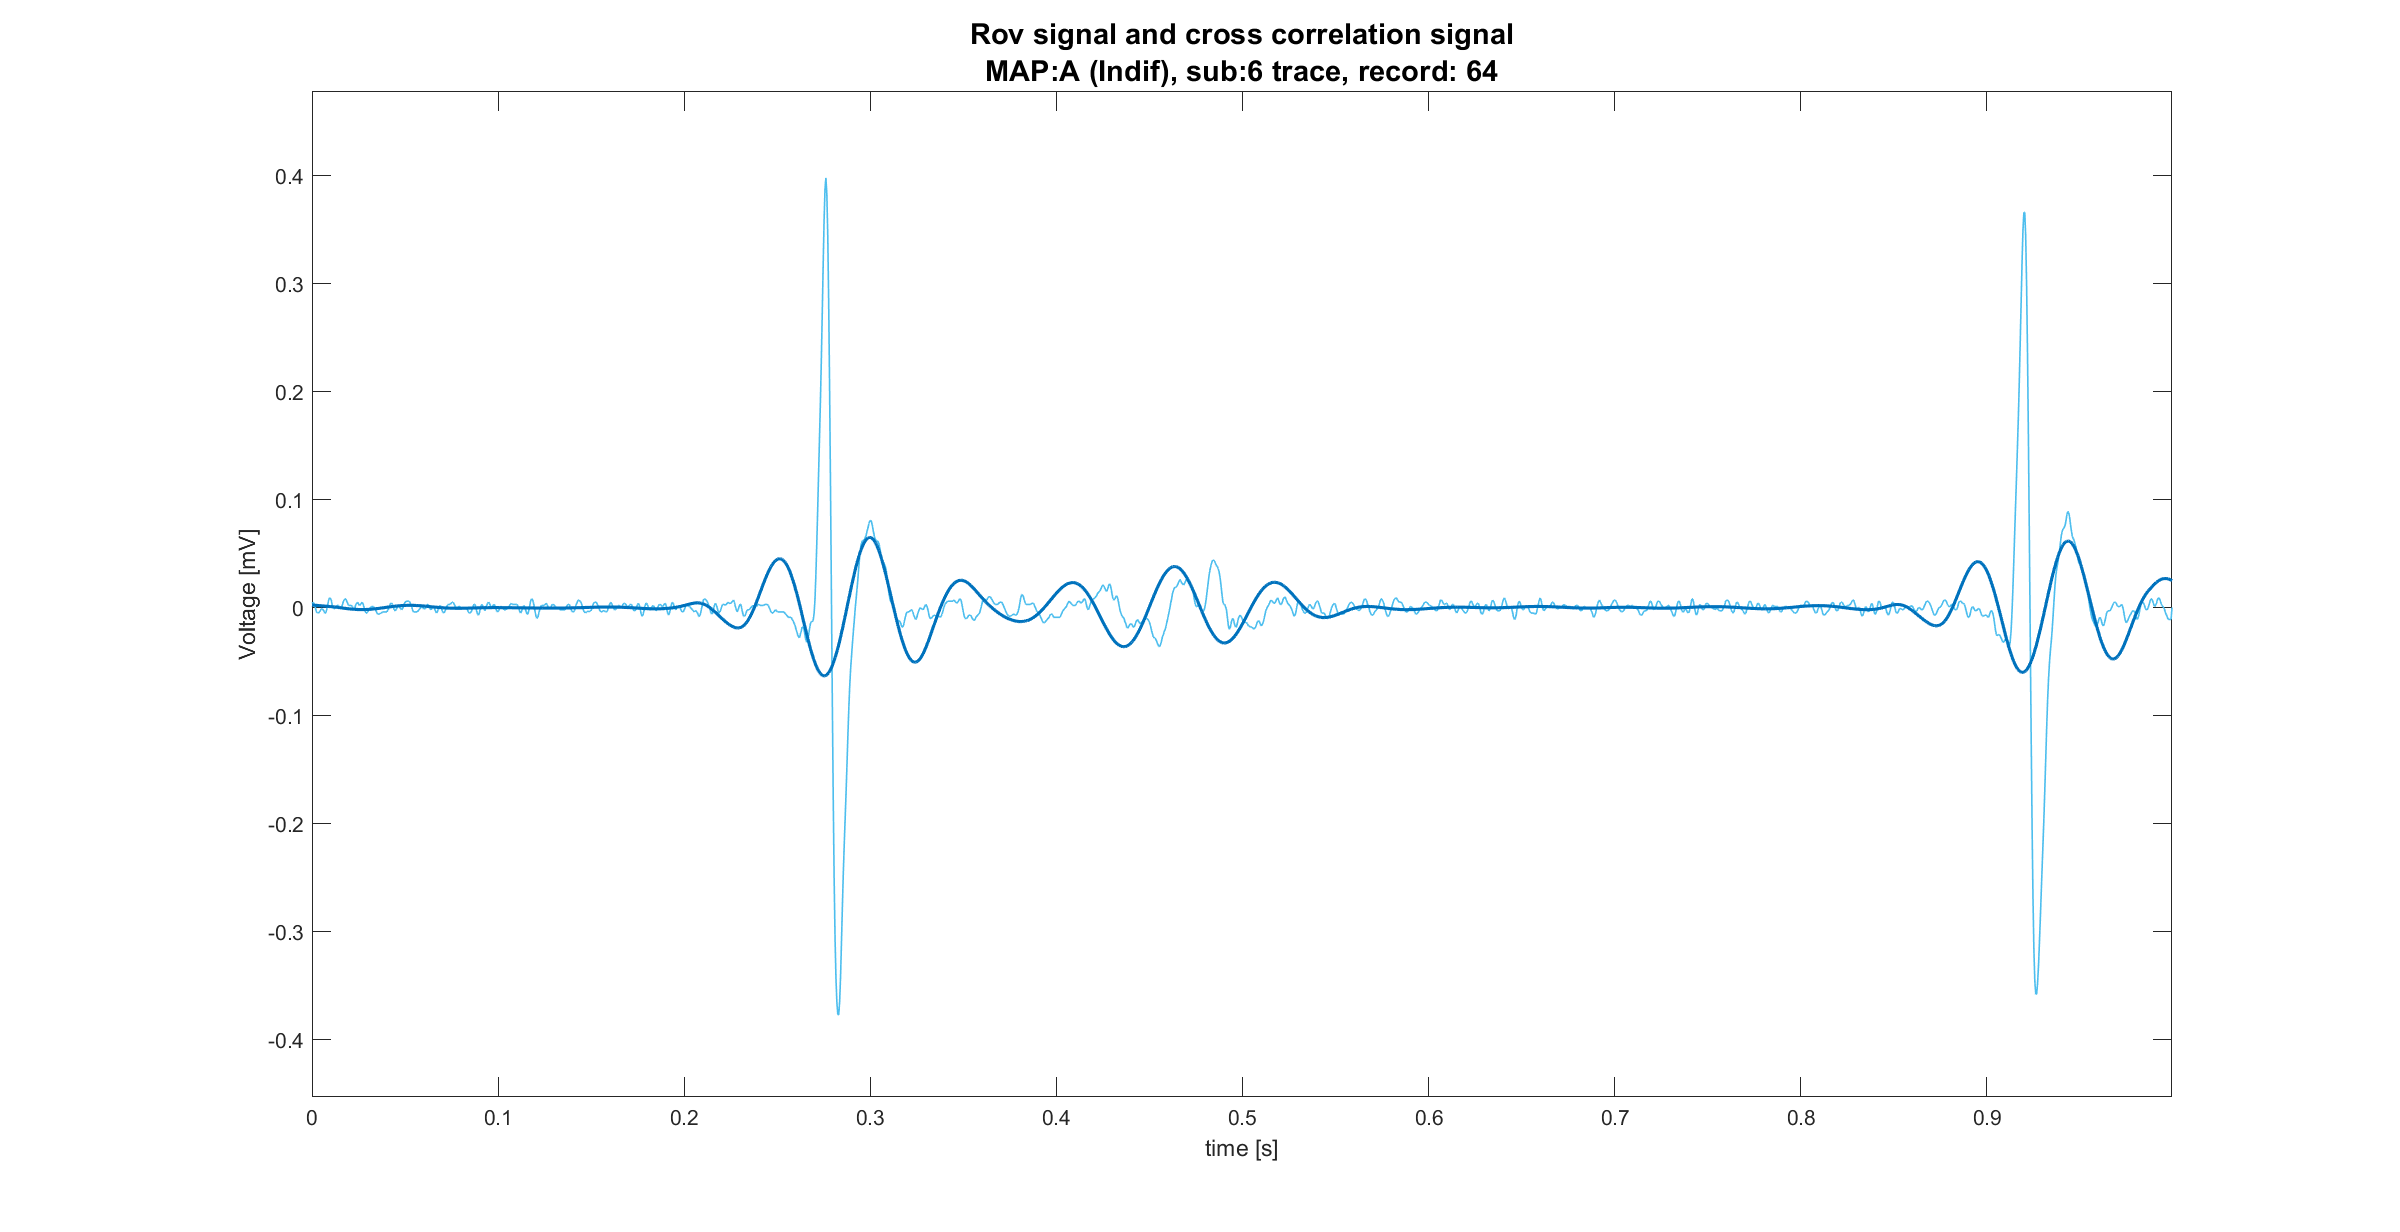 Rov signal and cross correlation signal
MAP:A (Indif), sub:6 trace, record: 64
0.4
0.3
0.2
0.1
0
-0.1
-0.2
-0.3
-0.4
Voltage [mV]
0 0.1 0.2 0.3 0.4 0.5 0.6 0.7 0.8 0.9
time [s]